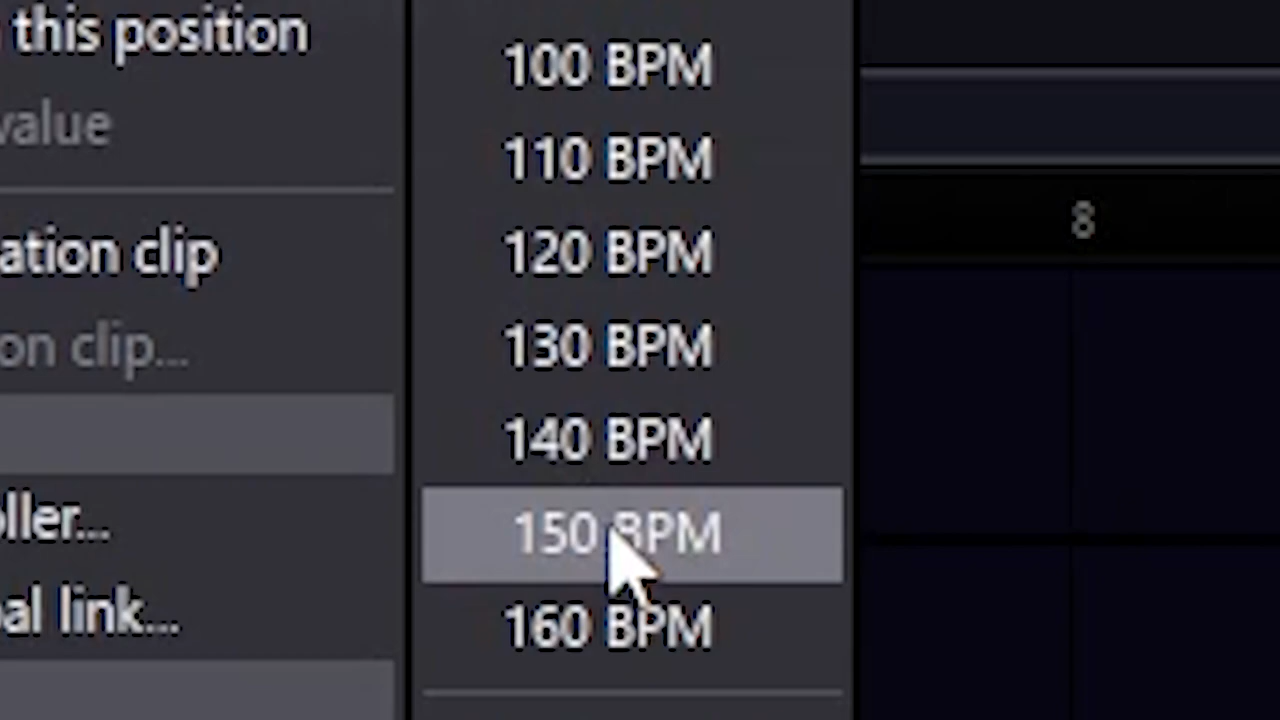 this position
value
ation clip
on clip...
ller...
al link...
100 BPM
110 BPM
120 BPM
130 BPM
140 BPM
150 BPM
160 BPM
8